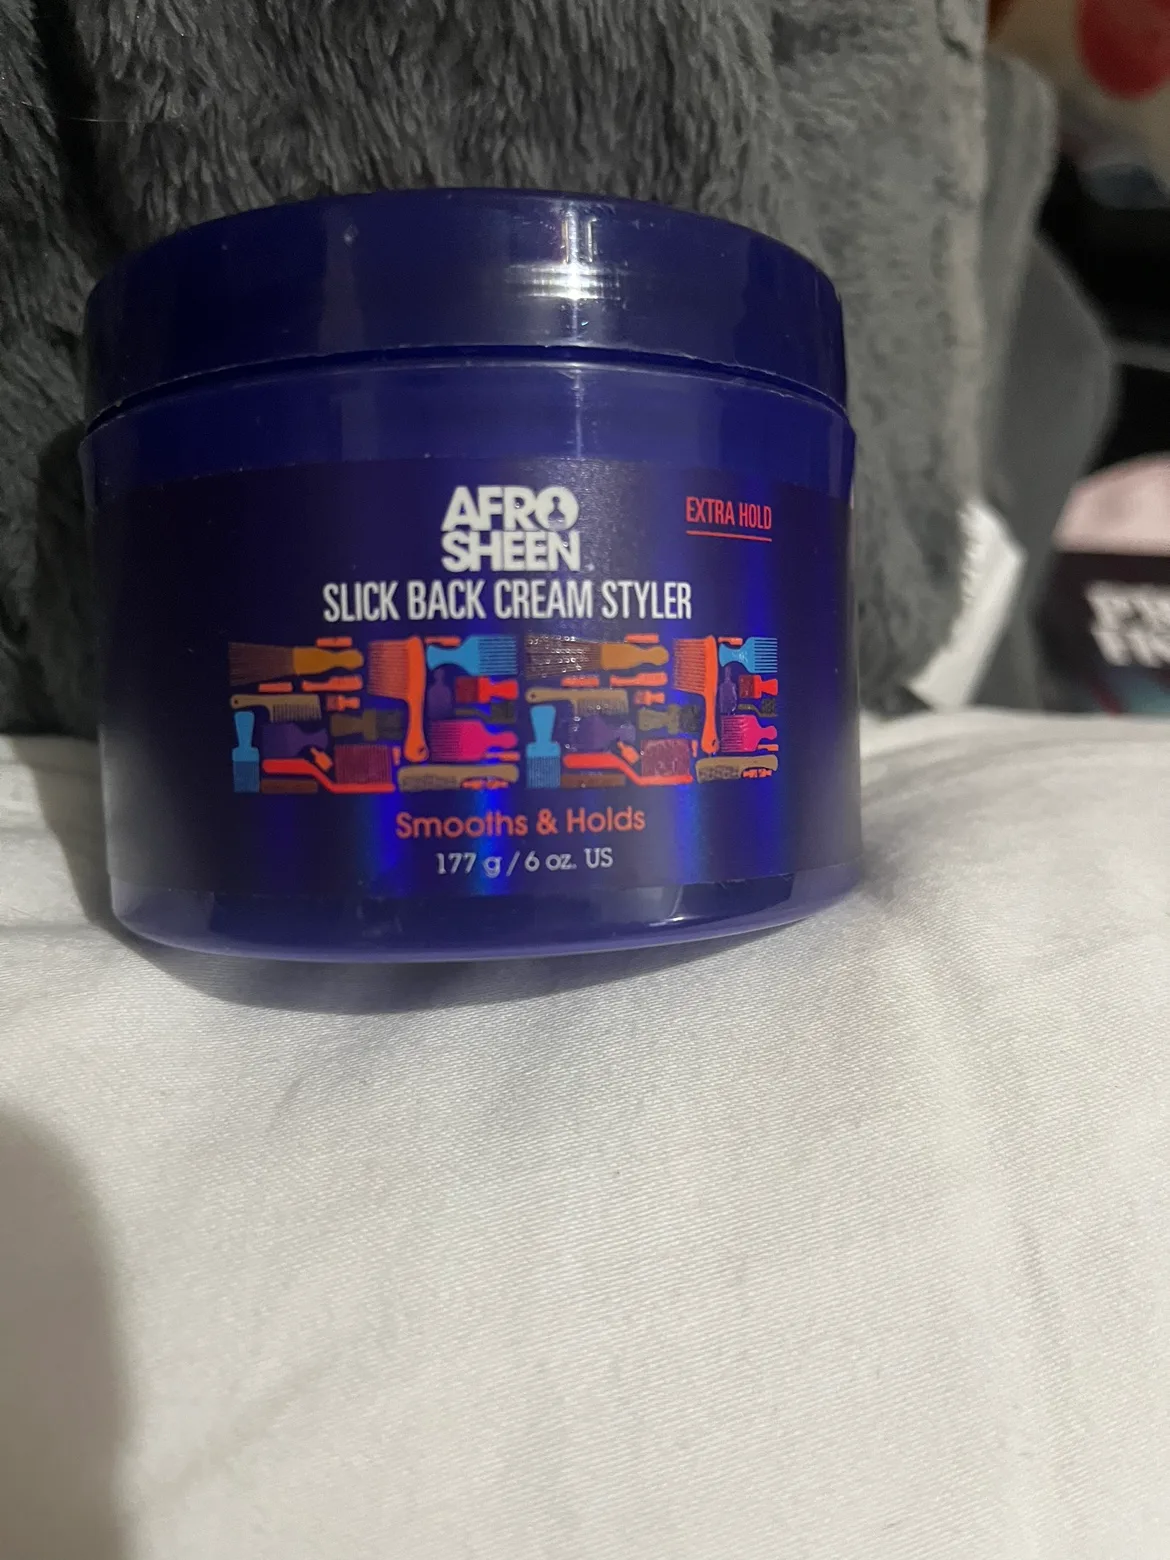 AFRO
SHEEN
EXTRA HOLD
SLICK BACK CREAM STYLER
Smooths & Holds
177 g / 6 oz. US